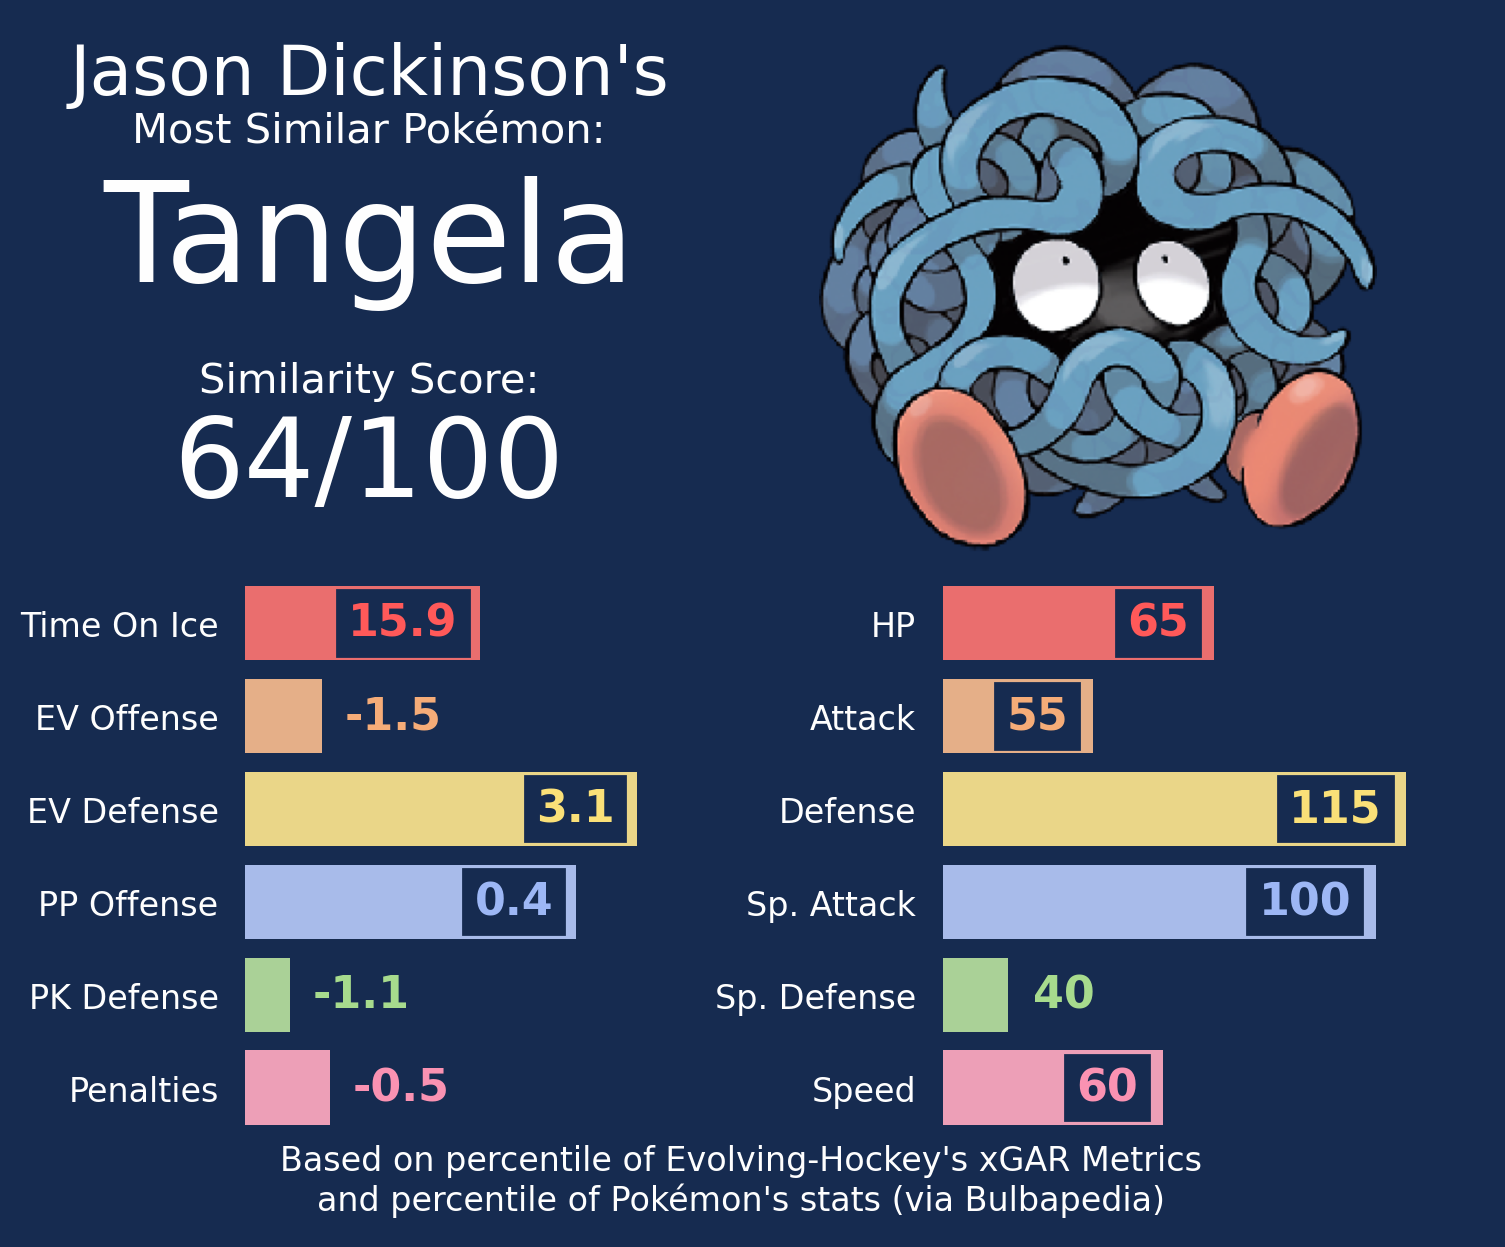 Jason Dickinson's
Most Similar Pokémon:
Tangela
Similarity Score:
64/100
Time On Ice 15.9
EV Offense -1.5
EV Defense 3.1
PP Offense 0.4
PK Defense -1.1
Penalties -0.5
HP 65
Attack 55
Defense 115
Sp. Attack 100
Sp. Defense 40
Speed 60
Based on percentile of Evolving-Hockey's xGAR Metrics
and percentile of Pokémon's stats (via Bulbapedia)